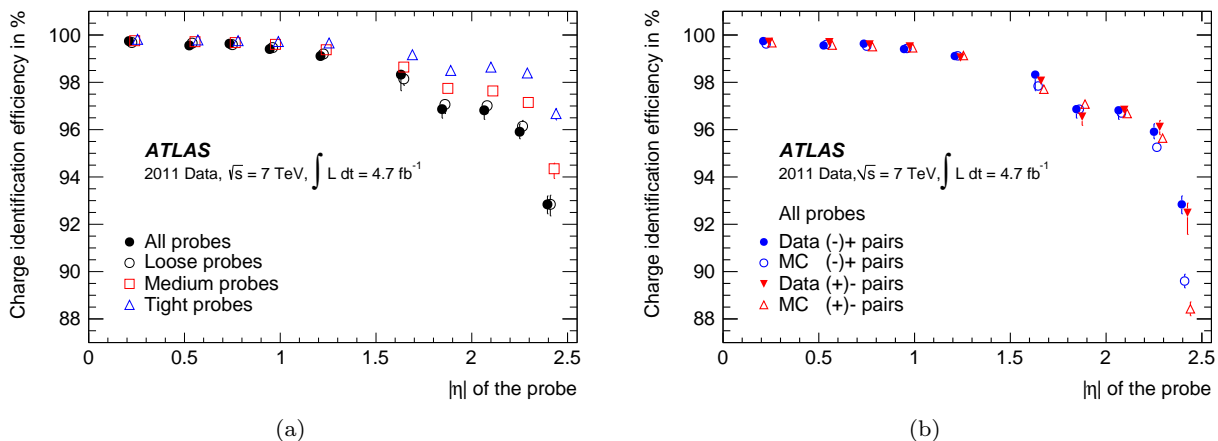 Charge identification efficiency in %
100
98
96
94
92
90
88
ATLAS
2011 Data, √s = 7 TeV, ∫ L dt = 4.7 fb⁻¹
All probes
Loose probes
Medium probes
Tight probes
0 0.5 1 1.5 2 2.5
|η| of the probe
(a)
Charge identification efficiency in %
100
98
96
94
92
90
88
ATLAS
2011 Data,√s = 7 TeV,∫ L dt = 4.7 fb⁻¹
All probes
Data (-)+ pairs
MC (-)+ pairs
Data (+)- pairs
MC (+)- pairs
0 0.5 1 1.5 2 2.5
|η| of the probe
(b)